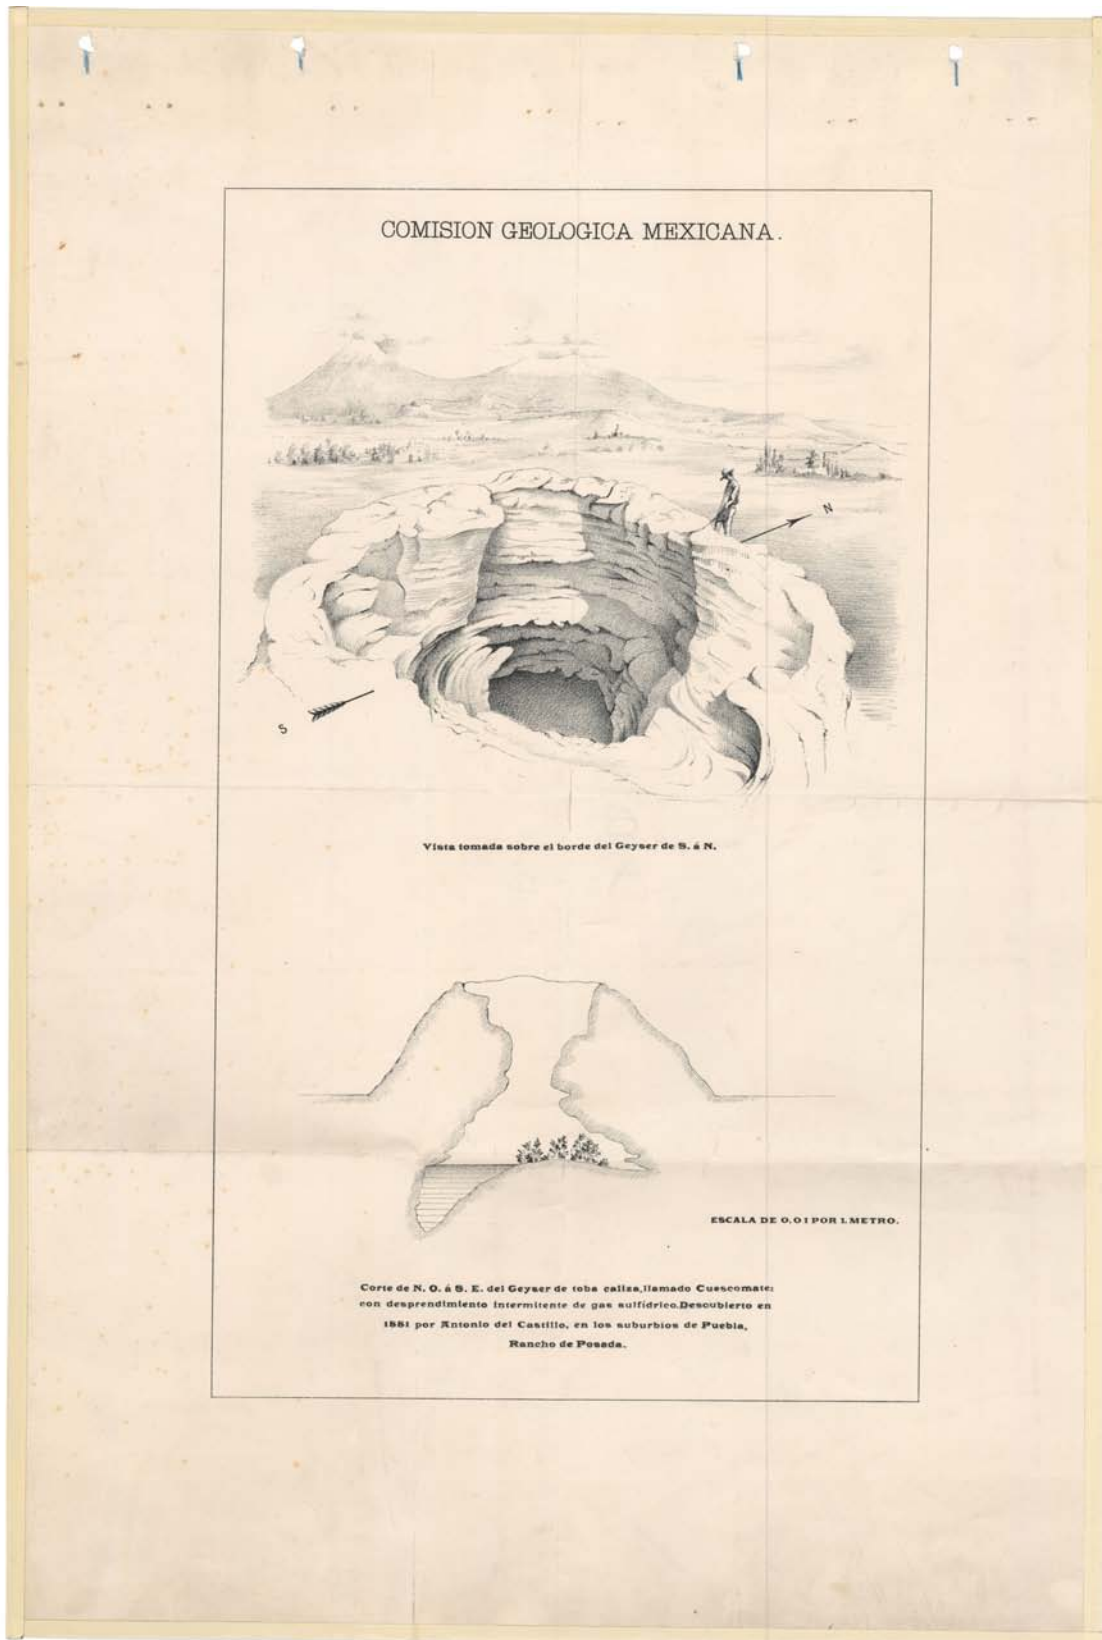 COMISION GEOLOGICA MEXICANA.
N
S
Vista tomada sobre el borde del Geyser de S. á N.
ESCALA DE 0,01 POR 1. METRO.
Corte de N. O. á S. E. del Geyser de toba caliza, llamado Cuescomate;
con desprendimiento intermitente de gas sulfídrico. Descubierto en
1881 por Antonio del Castillo, en los suburbios de Puebla,
Rancho de Posada.